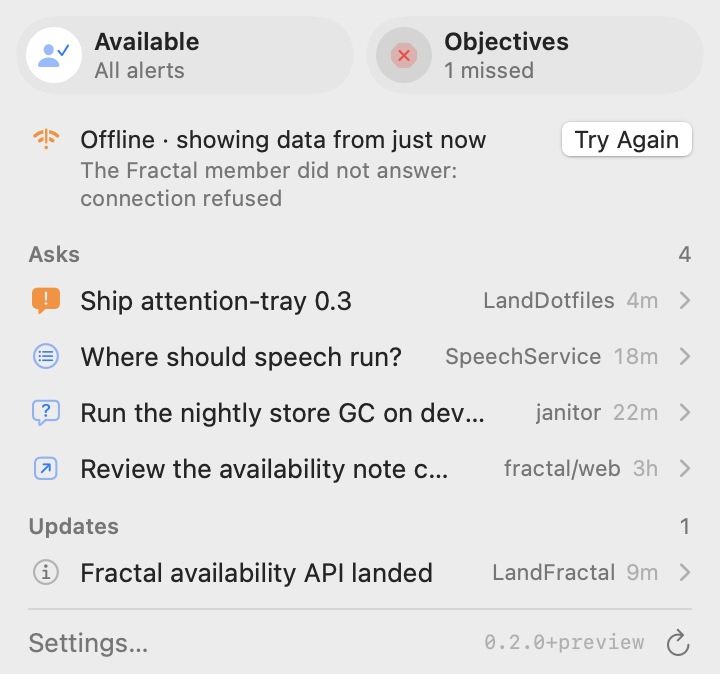 Available
All alerts
Objectives
1 missed
Offline · showing data from just now
Try Again
The Fractal member did not answer:
connection refused
Asks 4
Ship attention-tray 0.3 LandDotfiles 4m
Where should speech run? SpeechService 18m
Run the nightly store GC on dev... janitor 22m
Review the availability note c... fractal/web 3h
Updates 1
Fractal availability API landed LandFractal 9m
Settings... 0.2.0+preview